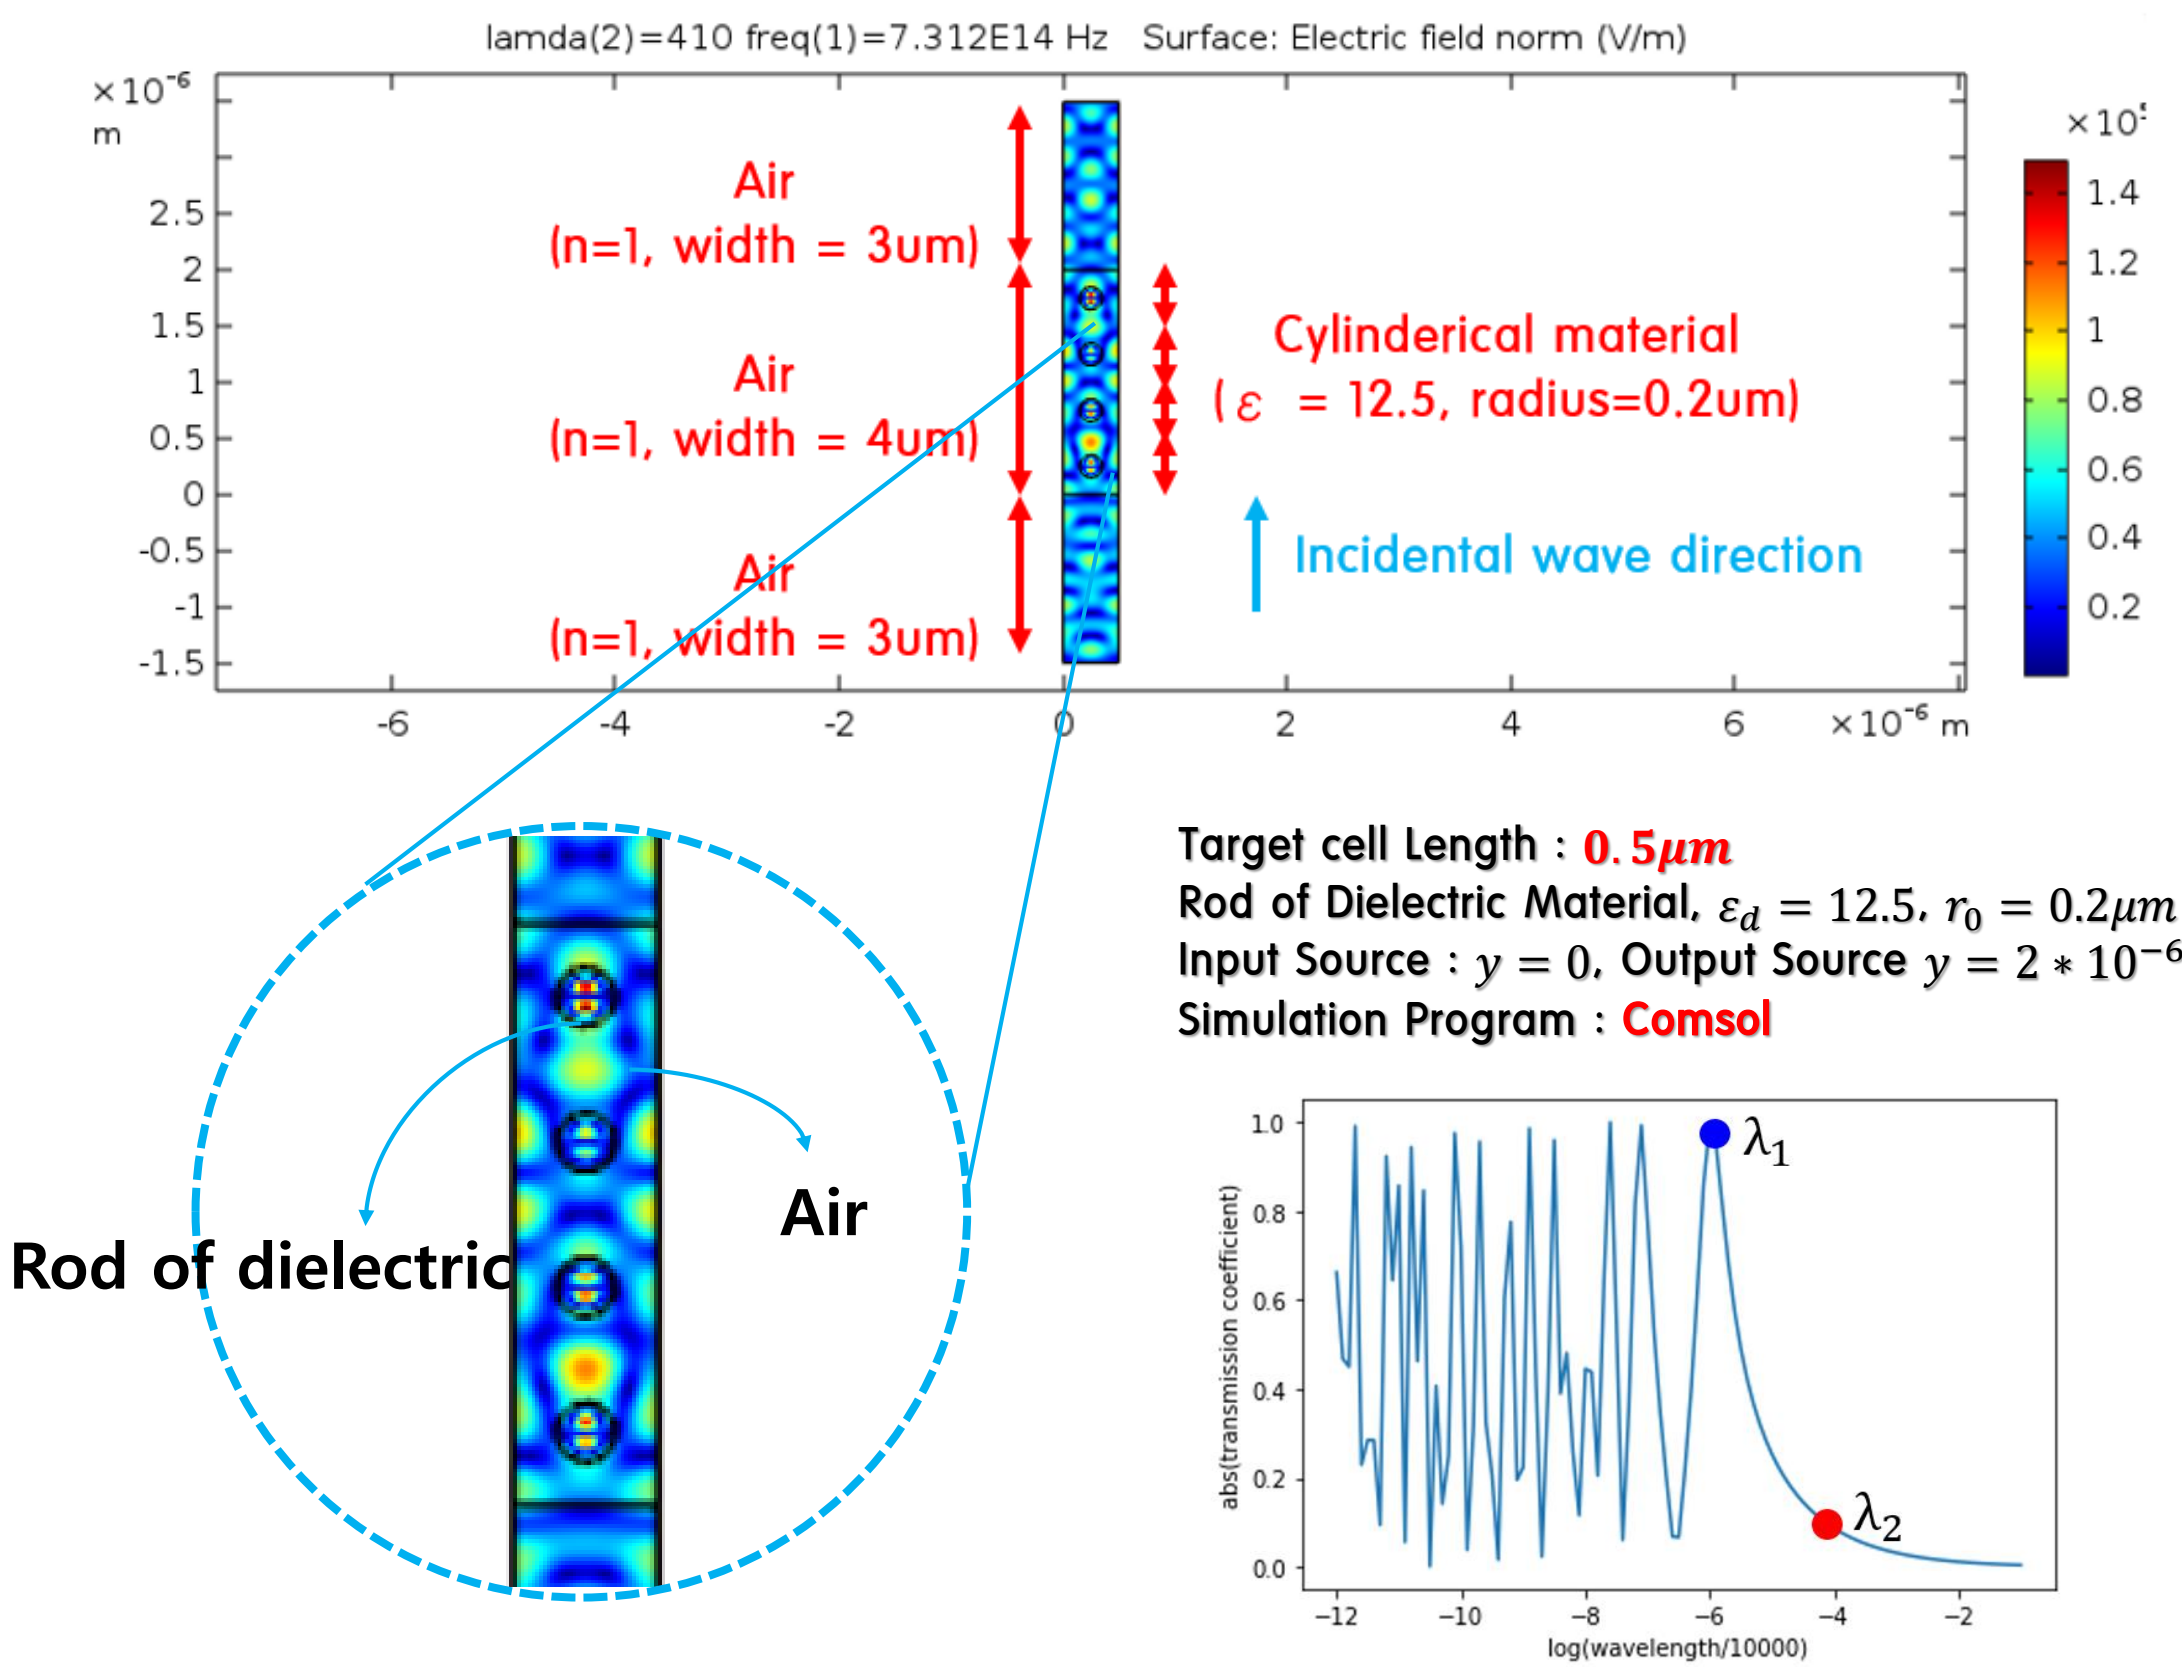 lamda(2)=410 freq(1)=7.312E14 Hz Surface: Electric field norm (V/m)
×10⁻⁶
m
2.5
2
1.5
1
0.5
0
-0.5
-1
-1.5
Air
(n=1, width = 3um)
Air
(n=1, width = 4um)
Air
(n=1, width = 3um)
Cylinderical material
( ε = 12.5, radius=0.2um)
Incidental wave direction
×10
1.4
1.2
1
0.8
0.6
0.4
0.2
-6 -4 -2 0 2 4 6 ×10⁻⁶ m
Rod of dielectric
Air
Target cell Length : 0.5μm
Rod of Dielectric Material, ε_d = 12.5, r₀ = 0.2μm
Input Source : y = 0, Output Source y = 2 * 10⁻⁶
Simulation Program : Comsol
abs(transmission coefficient)
1.0
0.8
0.6
0.4
0.2
0.0
λ₁
λ₂
−12 −10 −8 −6 −4 −2
log(wavelength/10000)